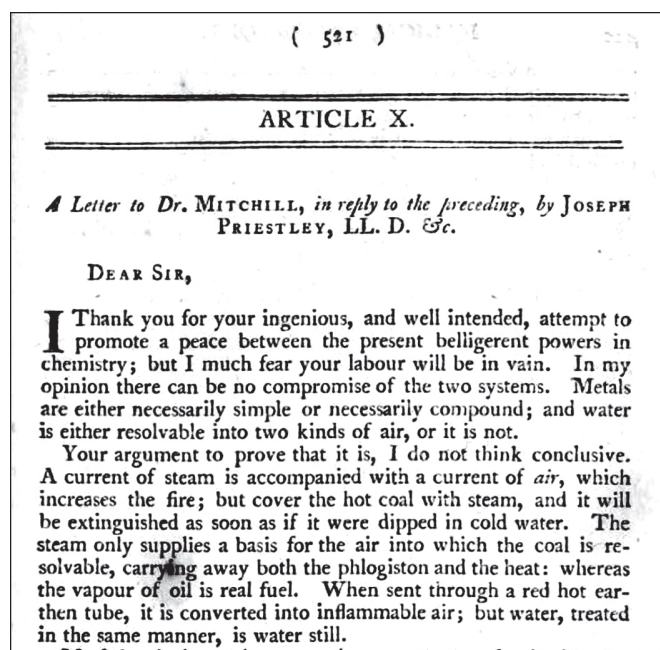 ( 521 )
ARTICLE X.
A Letter to Dr. MITCHILL, in reply to the preceding, by JOSEPH
PRIESTLEY, LL. D. &c.
DEAR SIR,
I Thank you for your ingenious, and well intended, attempt to
promote a peace between the present belligerent powers in
chemistry; but I much fear your labour will be in vain. In my
opinion there can be no compromise of the two systems. Metals
are either necessarily simple or necessarily compound; and water
is either resolvable into two kinds of air, or it is not.
Your argument to prove that it is, I do not think conclusive.
A current of steam is accompanied with a current of air, which
increases the fire; but cover the hot coal with steam, and it will
be extinguished as soon as if it were dipped in cold water. The
steam only supplies a basis for the air into which the coal is re-
solvable, carrying away both the phlogiston and the heat: whereas
the vapour of oil is real fuel. When sent through a red hot ear-
then tube, it is converted into inflammable air; but water, treated
in the same manner, is water still.